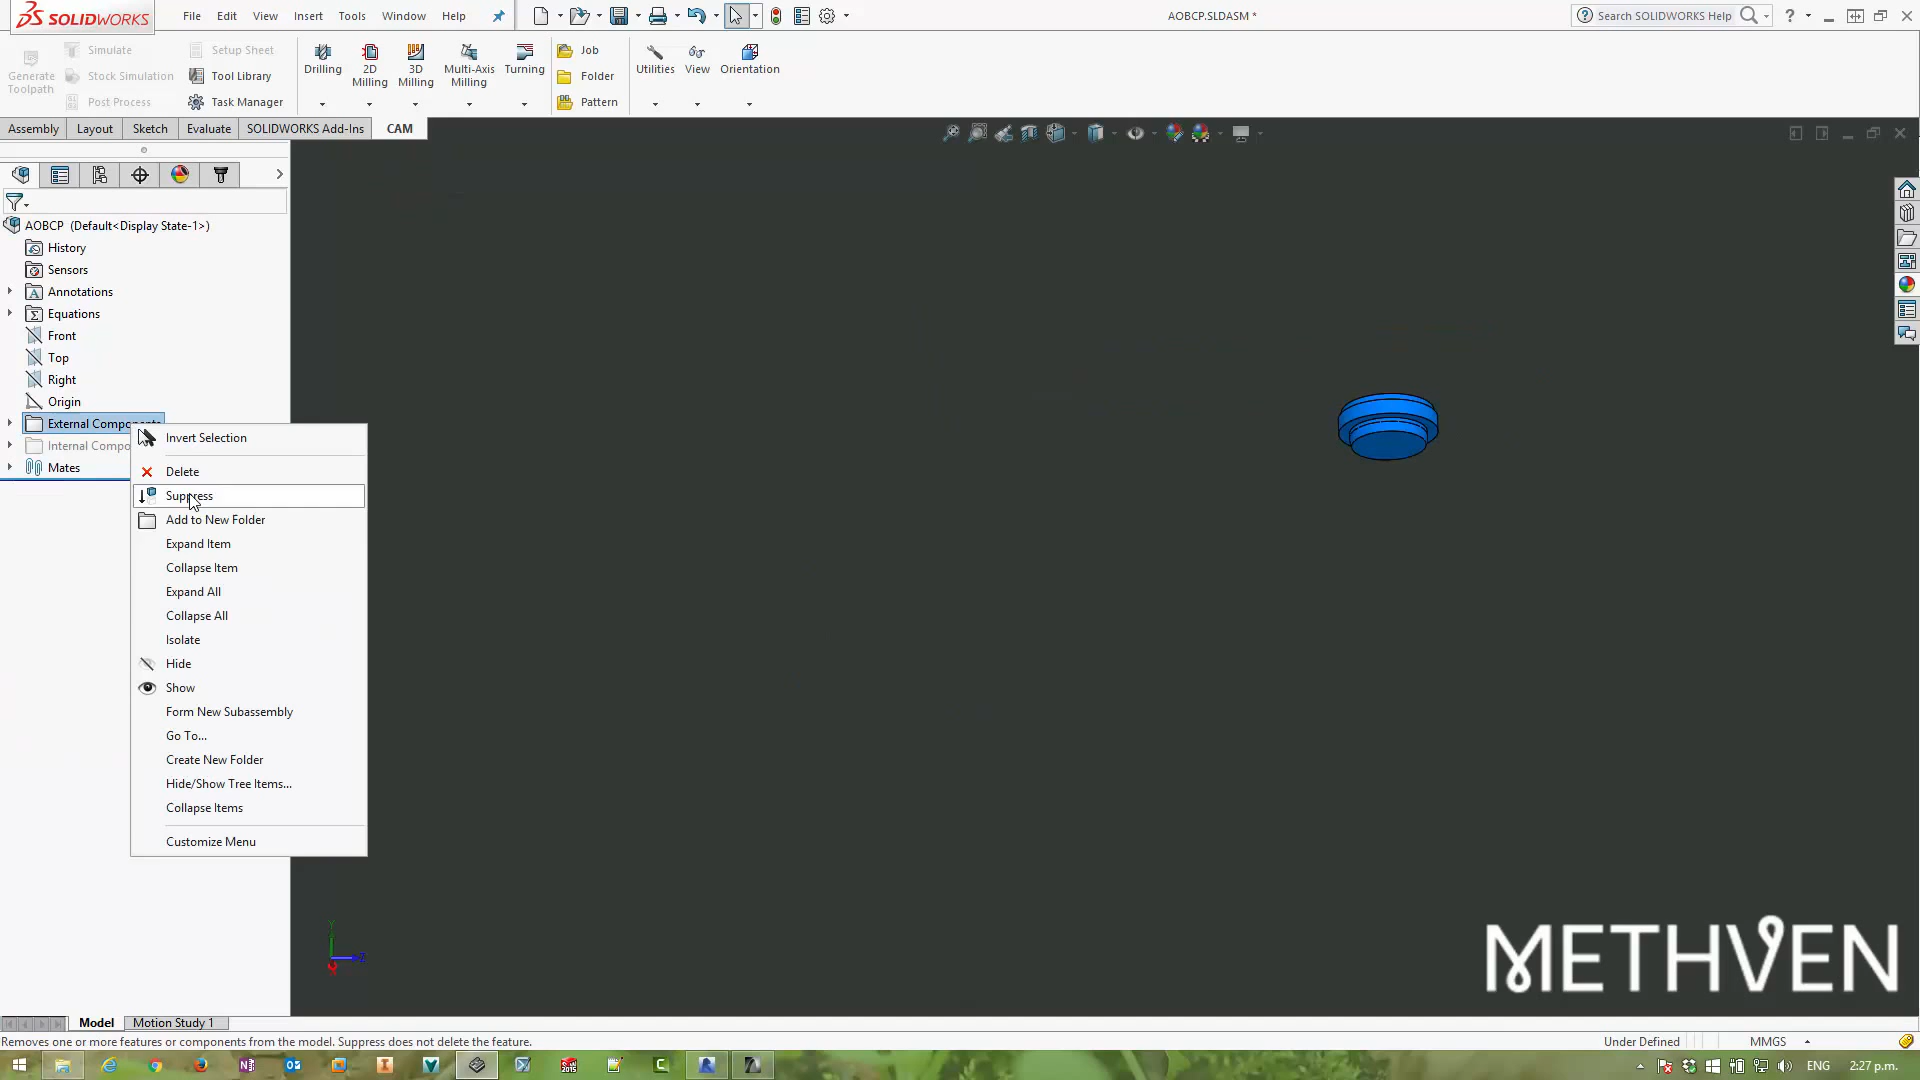 SOLIDWORKS File Edit View Insert Tools Window Help AOBCP.SLDASM * Search SOLIDWORKS Help
Generate Toolpath
Simulate
Stock Simulation
Post Process
Setup Sheet
Tool Library
Task Manager
Drilling
2D Milling
3D Milling
Multi-Axis Milling
Turning
Job
Folder
Pattern
Utilities
View
Orientation
Assembly Layout Sketch Evaluate SOLIDWORKS Add-Ins CAM
AOBCP (Default<Display State-1>)
History
Sensors
Annotations
Equations
Front
Top
Right
Origin
External Components
Internal Compo
Mates
Invert Selection
Delete
Suppress
Add to New Folder
Expand Item
Collapse Item
Expand All
Collapse All
Isolate
Hide
Show
Form New Subassembly
Go To...
Create New Folder
Hide/Show Tree Items...
Collapse Items
Customize Menu
Y
Z
METHVEN
Model Motion Study 1
Removes one or more features or components from the model. Suppress does not delete the feature. Under Defined MMGS
ENG 2:27 p.m.